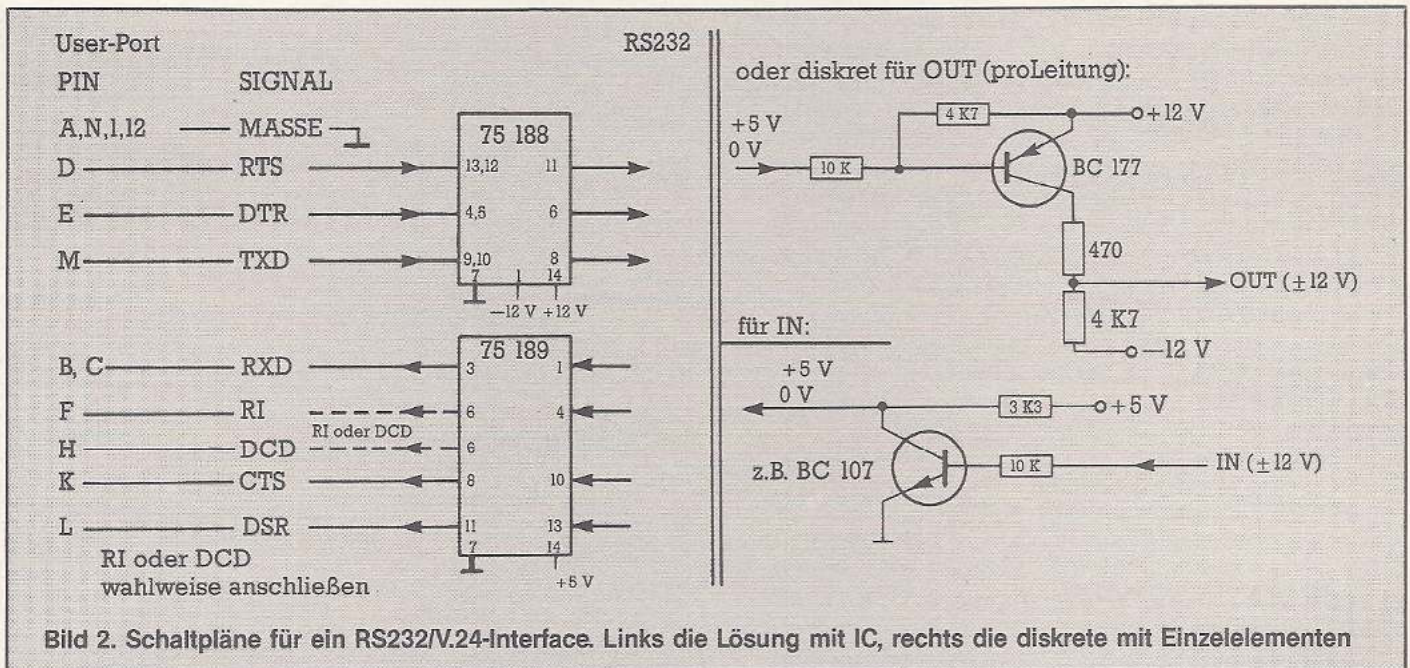 User-Port
RS232
PIN
SIGNAL
A,N,1,12
MASSE
D
RTS
E
DTR
M
TXD
75 188
13,12
11
4,5
6
9,10
8
7
1
14
—12 V
+12 V
B, C
RXD
F
RI
RI oder DCD
H
DCD
K
CTS
L
DSR
75 189
3
1
6
4
6
8
10
11
13
7
14
+5 V
RI oder DCD
wahlweise anschließen
oder diskret für OUT (proLeitung):
+5 V
0 V
10 K
4 K7
+12 V
BC 177
470
OUT (±12 V)
4 K7
—12 V
für IN:
+5 V
0 V
3 K3
+5 V
z.B. BC 107
10 K
IN (±12 V)
Bild 2. Schaltpläne für ein RS232/V.24-Interface. Links die Lösung mit IC, rechts die diskrete mit Einzelelementen